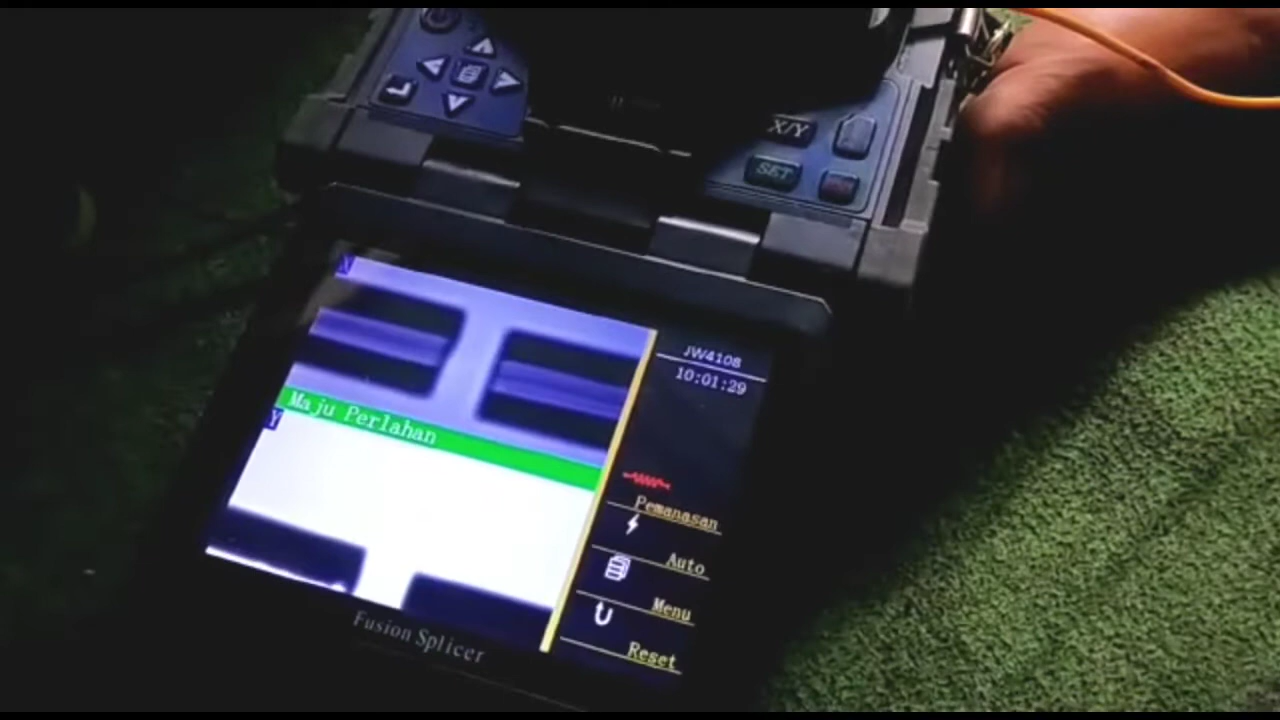 X/Y
SET
X
JW4108
10:01:29
Maju Perlahan
Y
Pemanasan
Auto
Menu
Reset
Fusion Splicer